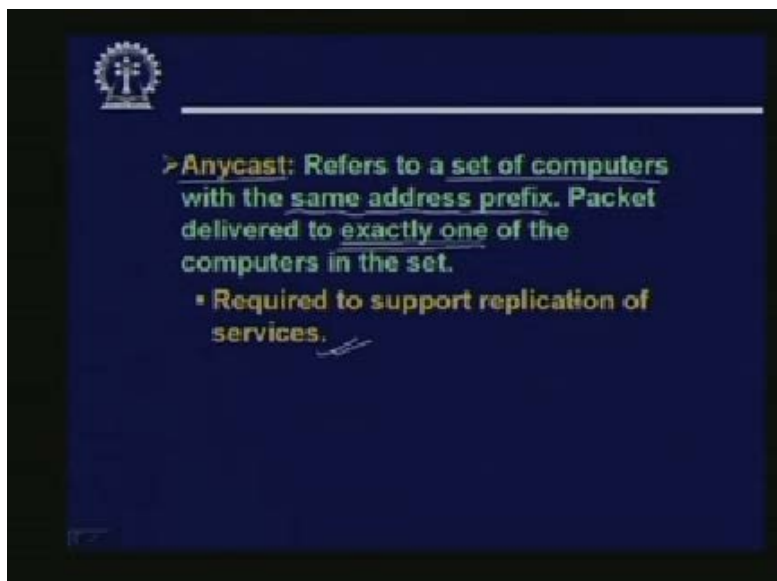 ➢Anycast: Refers to a set of computers
with the same address prefix. Packet
delivered to exactly one of the
computers in the set.
▪ Required to support replication of
services.